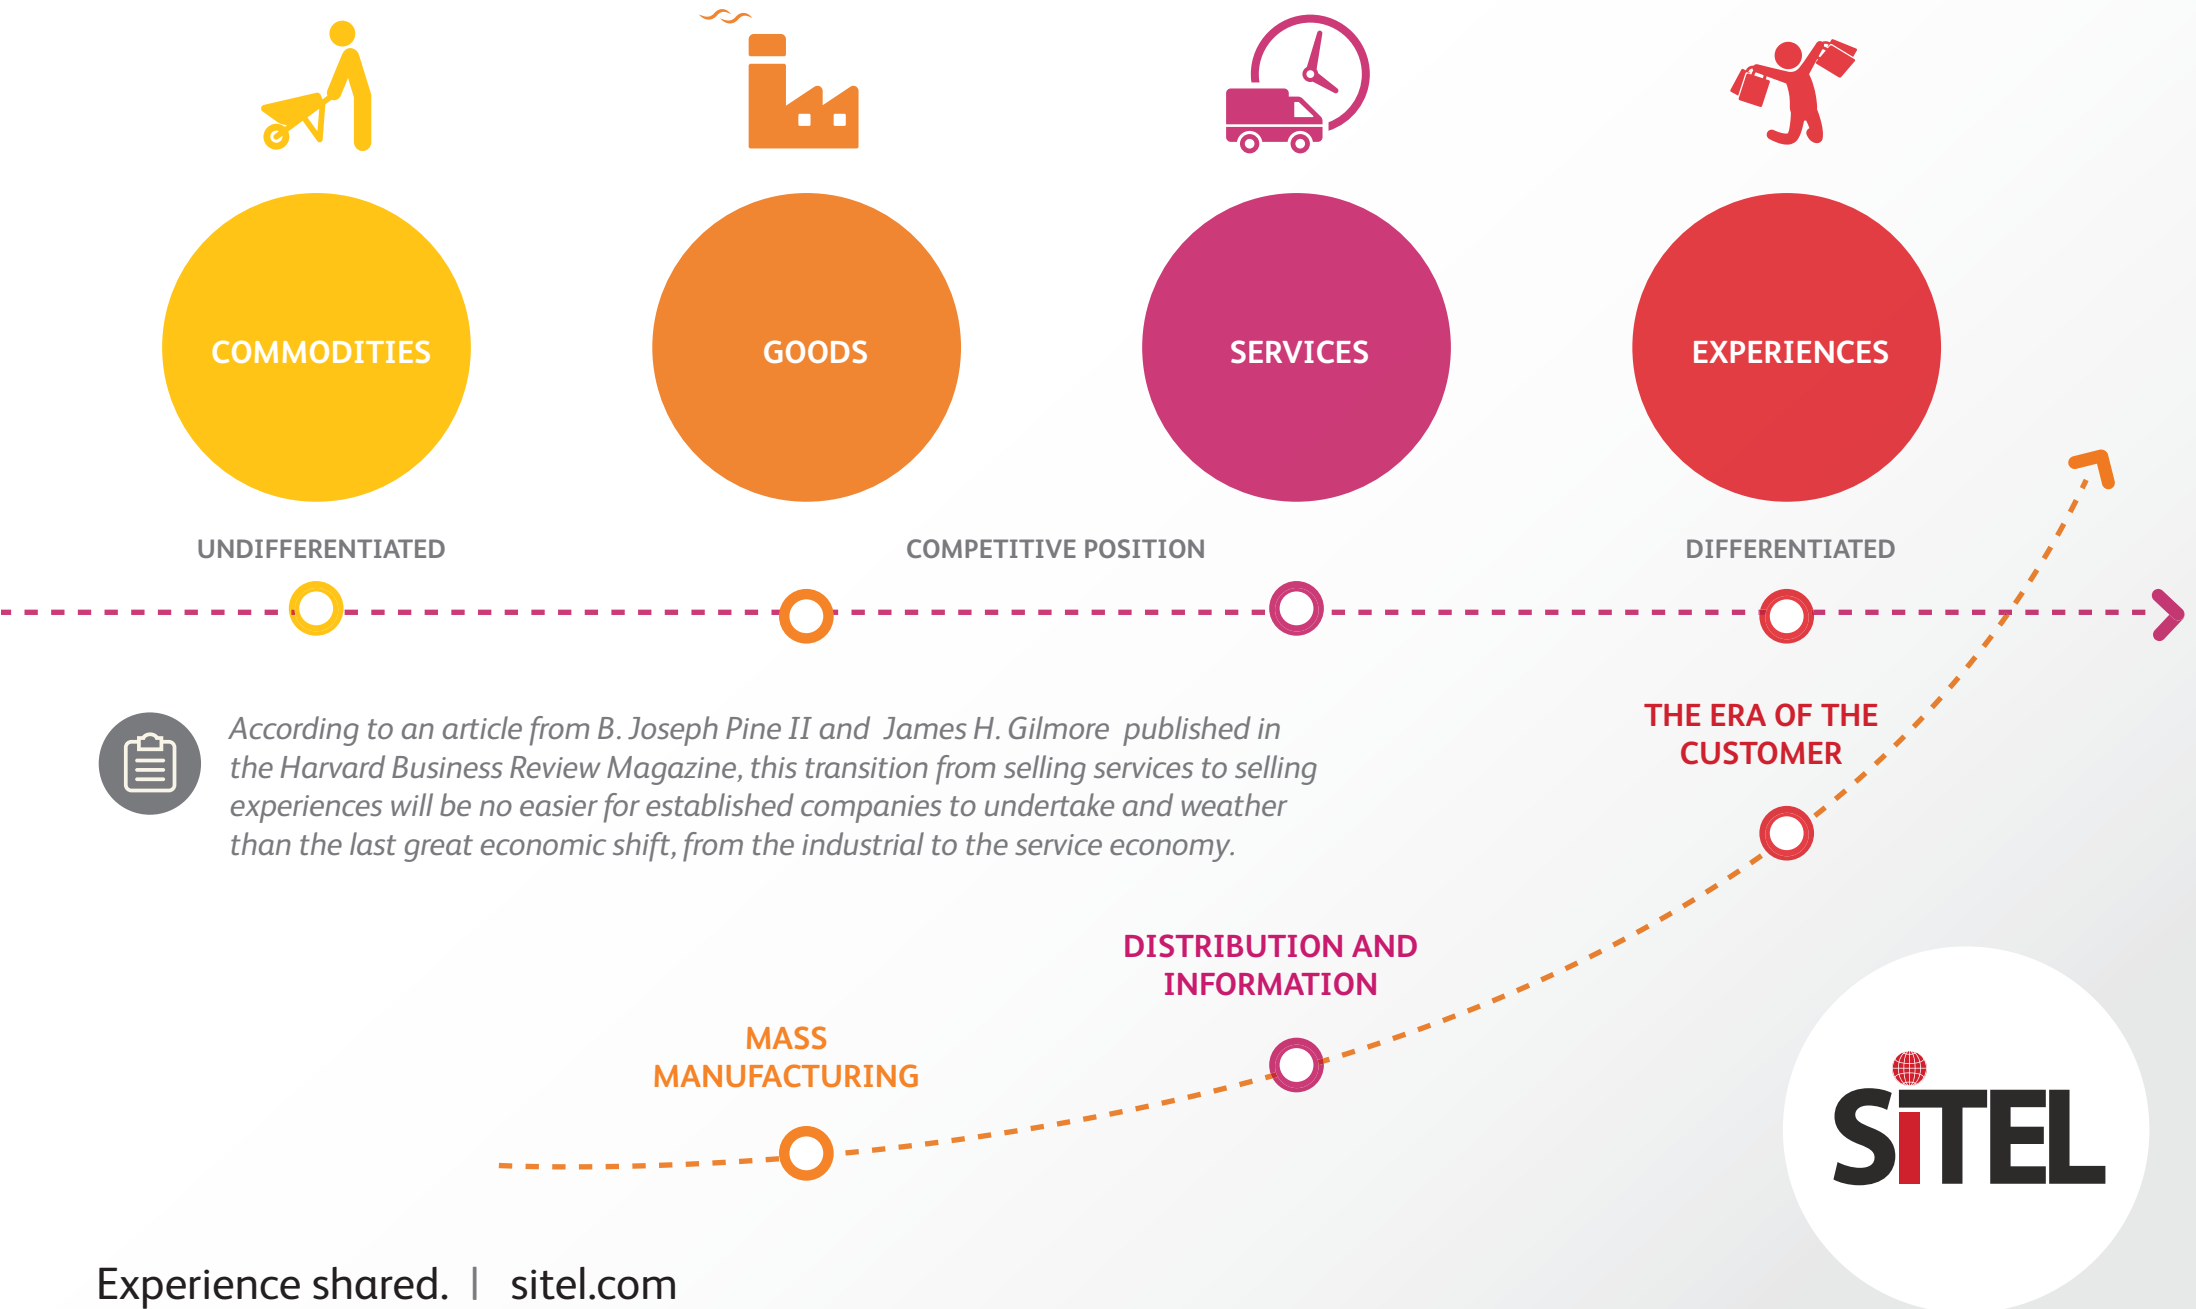 COMMODITIES
GOODS
SERVICES
EXPERIENCES
UNDIFFERENTIATED
COMPETITIVE POSITION
DIFFERENTIATED
According to an article from B. Joseph Pine II and James H. Gilmore published in
the Harvard Business Review Magazine, this transition from selling services to selling
experiences will be no easier for established companies to undertake and weather
than the last great economic shift, from the industrial to the service economy.
THE ERA OF THE
CUSTOMER
DISTRIBUTION AND
INFORMATION
MASS
MANUFACTURING
SiTEL
Experience shared. | sitel.com